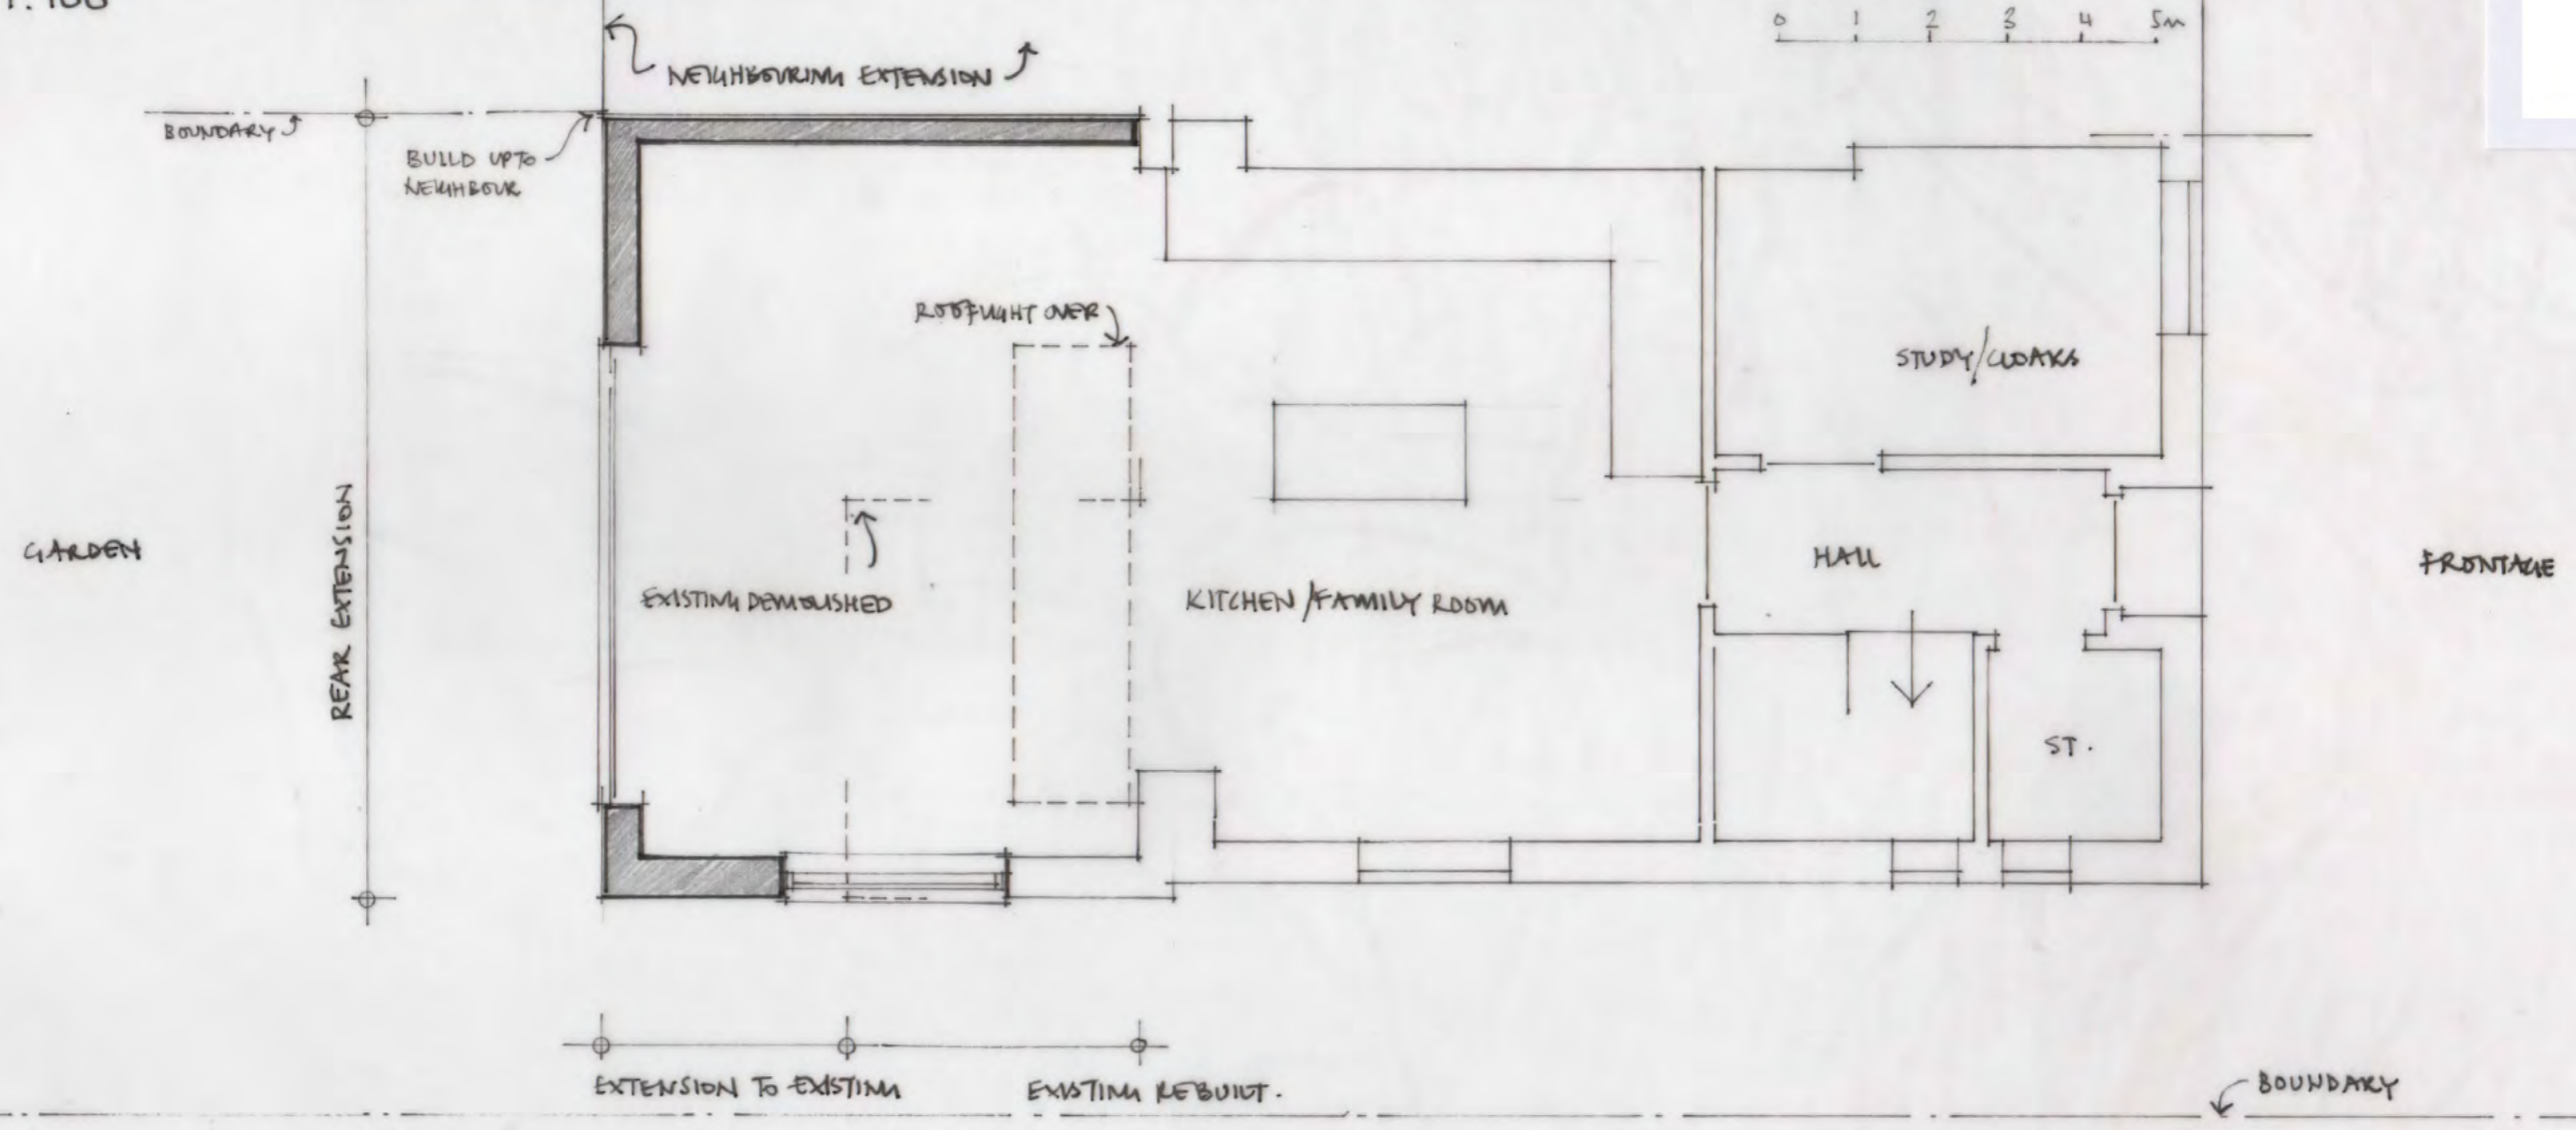 0 1 2 3 4 5m
NEIGHBOURING EXTENSION
BOUNDARY
BUILD UP TO
NEIGHBOUR
ROOFLIGHT OVER
STUDY/CLOAKS
REAR EXTENSION
GARDEN
EXISTING DEMOLISHED
KITCHEN/FAMILY ROOM
HALL
FRONTAGE
ST.
EXTENSION TO EXISTING
EXISTING REBUILT.
BOUNDARY